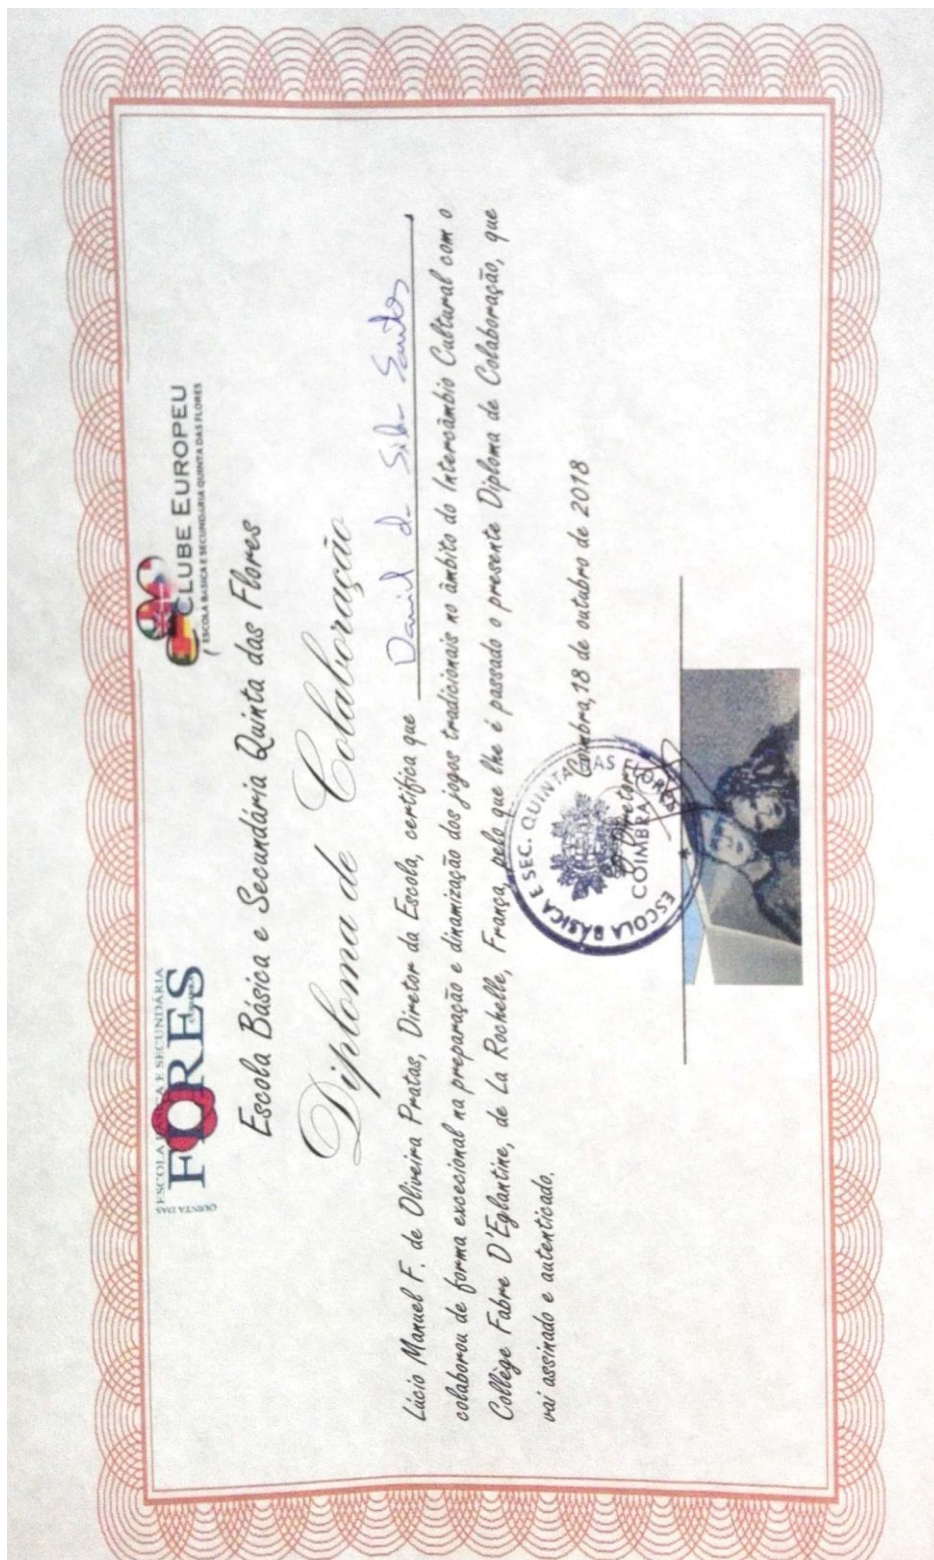 ESCOLA BÁSICA E SECUNDÁRIA
QUINTA DAS
FLORES
CLUBE EUROPEU
ESCOLA BÁSICA E SECUNDÁRIA QUINTA DAS FLORES
Escola Básica e Secundária Quinta das Flores
Diploma de Colaboração
Lúcio Manuel F. de Oliveira Pratas, Diretor da Escola, certifica que Daniel da Silva Santos
colaborou de forma excecional na preparação e dinamização dos jogos tradicionais no âmbito do Intercâmbio Cultural com o
Collège Fabre D'Eglantine, de La Rochelle, França, pelo que lhe é passado o presente Diploma de Colaboração, que
vai assinado e autenticado.
Coimbra, 18 de outubro de 2018
O Diretor
ESCOLA BÁSICA E SEC. QUINTA DAS FLORES
COIMBRA